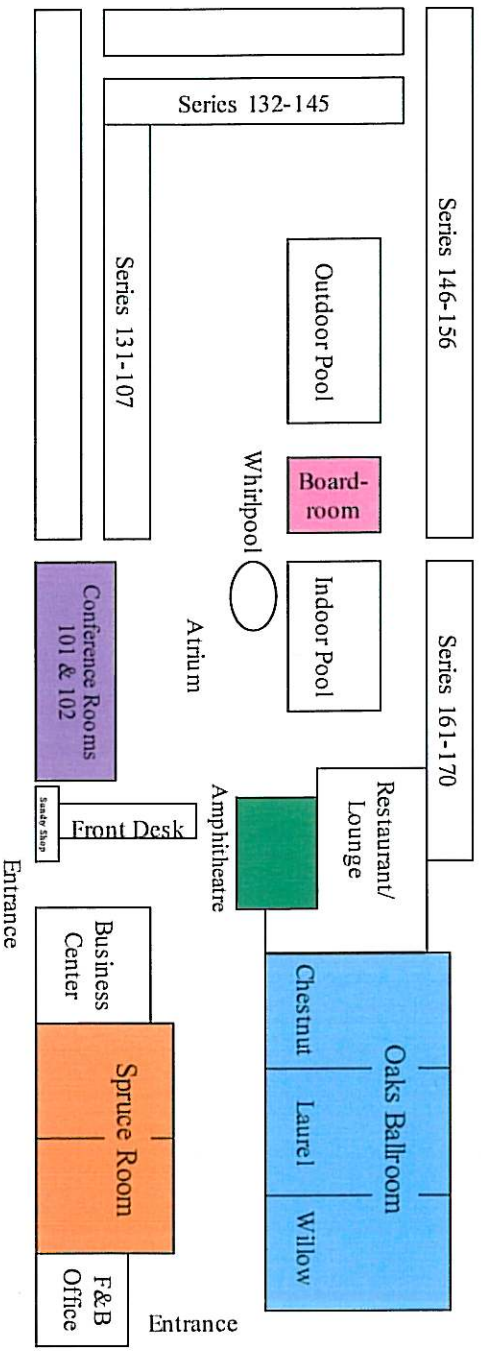 Series 132-145
Series 146-156
Series 131-107
Outdoor Pool
Board-
room
Whirlpool
Indoor Pool
Series 161-170
Atrium
Conference Rooms
101 & 102
Sundy Shop
Front Desk
Amphitheatre
Restaurant/
Lounge
Entrance
Business
Center
Oaks Ballroom
Chestnut
Laurel
Willow
Spruce Room
F&B
Office
Entrance